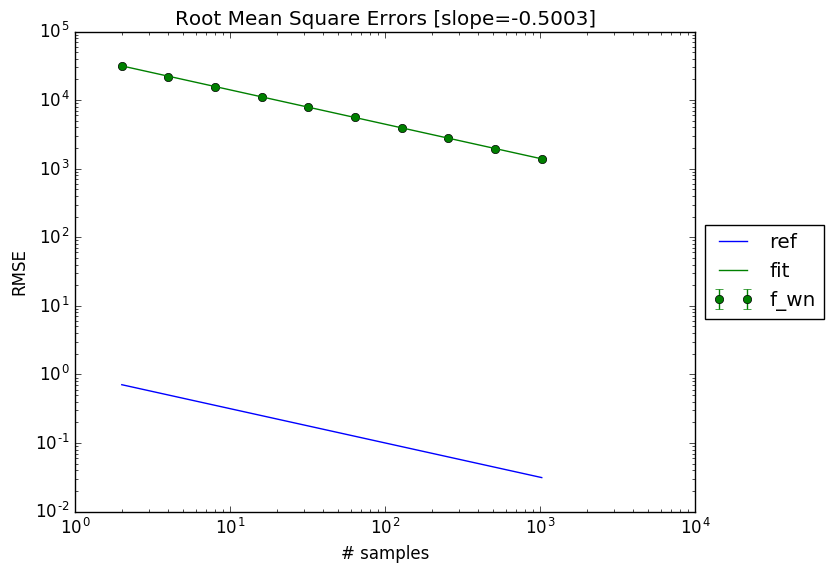 Root Mean Square Errors [slope=-0.5003]
10^5
10^4
10^3
10^2
10^1
10^0
10^-1
10^-2
RMSE
10^0 10^1 10^2 10^3 10^4
# samples
ref
fit
f_wn